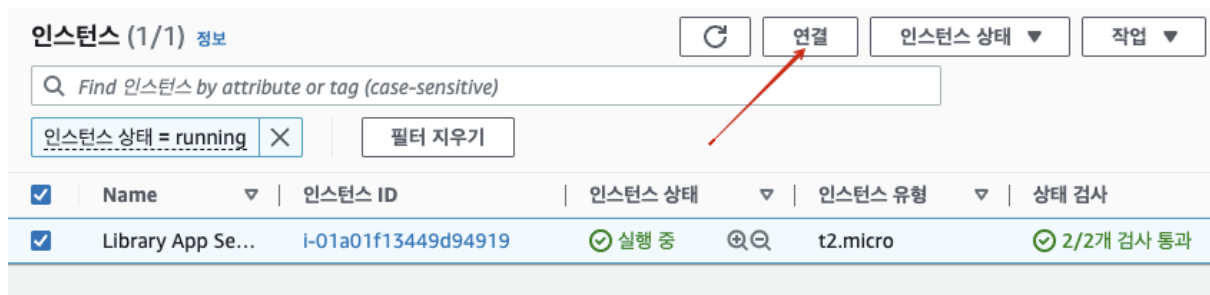 인스턴스 (1/1) 정보 연결 인스턴스 상태 ▼ 작업 ▼
Find 인스턴스 by attribute or tag (case-sensitive)
인스턴스 상태 = running 필터 지우기
Name 인스턴스 ID 인스턴스 상태 인스턴스 유형 상태 검사
Library App Se... i-01a01f13449d94919 실행 중 t2.micro 2/2개 검사 통과